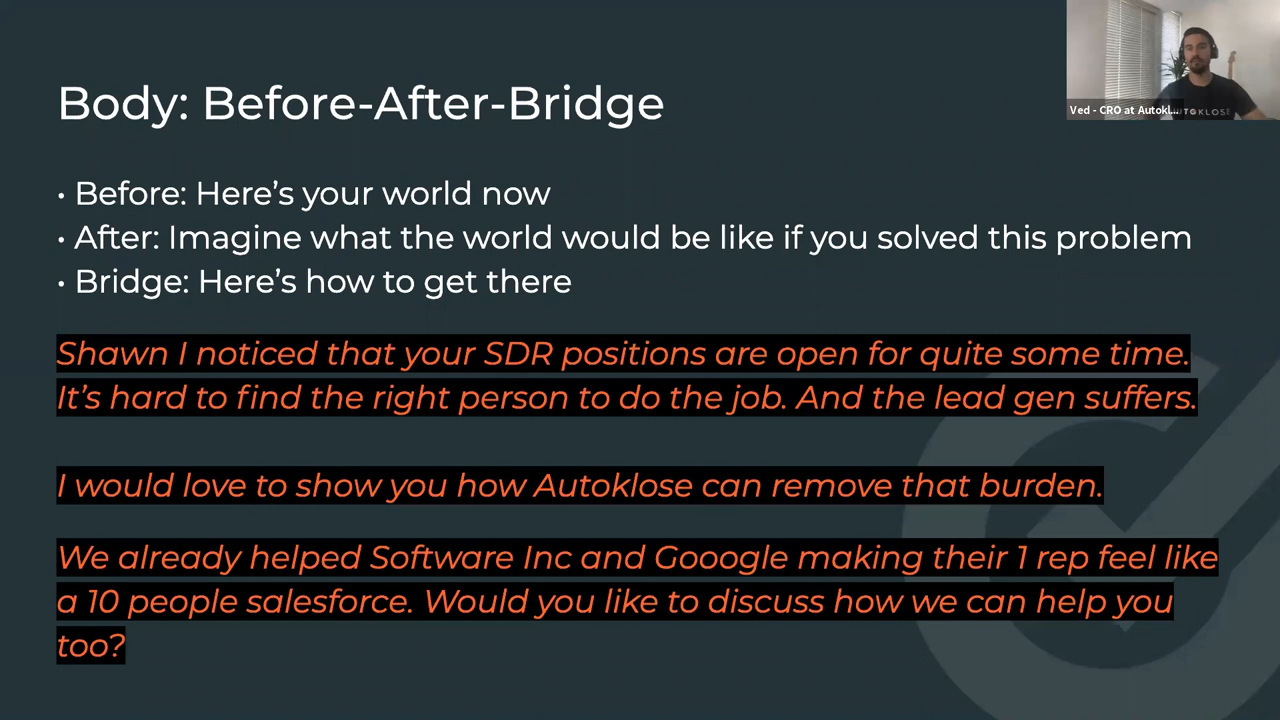 Body: Before-After-Bridge
• Before: Here’s your world now
• After: Imagine what the world would be like if you solved this problem
• Bridge: Here’s how to get there
Shawn I noticed that your SDR positions are open for quite some time.
It’s hard to find the right person to do the job. And the lead gen suffers.
I would love to show you how Autoklose can remove that burden.
We already helped Software Inc and Gooogle making their 1 rep feel like
a 10 people salesforce. Would you like to discuss how we can help you
too?
Ved - CRO at Autokl...
UTOKLOSE